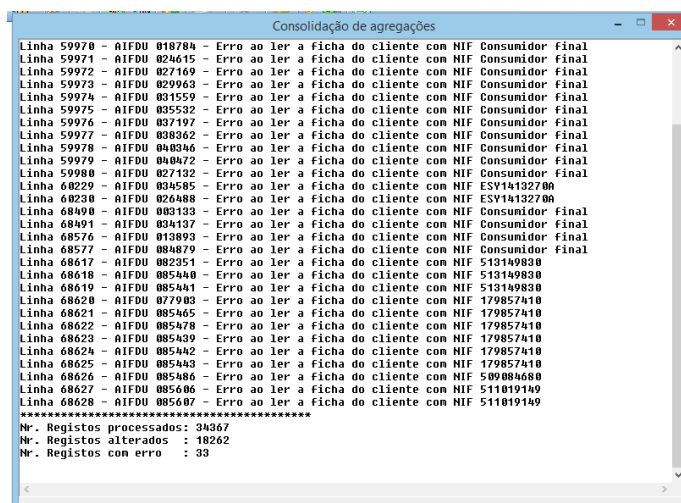 Consolidação de agregações
Linha 59970 - AIFDU 018784 - Erro ao ler a ficha do cliente com NIF Consumidor final
Linha 59971 - AIFDU 024615 - Erro ao ler a ficha do cliente com NIF Consumidor final
Linha 59972 - AIFDU 027169 - Erro ao ler a ficha do cliente com NIF Consumidor final
Linha 59973 - AIFDU 029963 - Erro ao ler a ficha do cliente com NIF Consumidor final
Linha 59974 - AIFDU 031559 - Erro ao ler a ficha do cliente com NIF Consumidor final
Linha 59975 - AIFDU 035532 - Erro ao ler a ficha do cliente com NIF Consumidor final
Linha 59976 - AIFDU 037197 - Erro ao ler a ficha do cliente com NIF Consumidor final
Linha 59977 - AIFDU 038362 - Erro ao ler a ficha do cliente com NIF Consumidor final
Linha 59978 - AIFDU 040346 - Erro ao ler a ficha do cliente com NIF Consumidor final
Linha 59979 - AIFDU 040472 - Erro ao ler a ficha do cliente com NIF Consumidor final
Linha 59980 - AIFDU 027132 - Erro ao ler a ficha do cliente com NIF Consumidor final
Linha 60229 - AIFDU 034585 - Erro ao ler a ficha do cliente com NIF ESY1413270A
Linha 60230 - AIFDU 026488 - Erro ao ler a ficha do cliente com NIF ESY1413270A
Linha 68490 - AIFDU 003133 - Erro ao ler a ficha do cliente com NIF Consumidor final
Linha 68491 - AIFDU 034137 - Erro ao ler a ficha do cliente com NIF Consumidor final
Linha 68576 - AIFDU 013893 - Erro ao ler a ficha do cliente com NIF Consumidor final
Linha 68577 - AIFDU 084879 - Erro ao ler a ficha do cliente com NIF Consumidor final
Linha 68617 - AIFDU 082351 - Erro ao ler a ficha do cliente com NIF 513149830
Linha 68618 - AIFDU 085440 - Erro ao ler a ficha do cliente com NIF 513149830
Linha 68619 - AIFDU 085441 - Erro ao ler a ficha do cliente com NIF 513149830
Linha 68620 - AIFDU 077903 - Erro ao ler a ficha do cliente com NIF 179857410
Linha 68621 - AIFDU 085465 - Erro ao ler a ficha do cliente com NIF 179857410
Linha 68622 - AIFDU 085478 - Erro ao ler a ficha do cliente com NIF 179857410
Linha 68623 - AIFDU 085439 - Erro ao ler a ficha do cliente com NIF 179857410
Linha 68624 - AIFDU 085442 - Erro ao ler a ficha do cliente com NIF 179857410
Linha 68625 - AIFDU 085443 - Erro ao ler a ficha do cliente com NIF 179857410
Linha 68626 - AIFDU 085486 - Erro ao ler a ficha do cliente com NIF 509084680
Linha 68627 - AIFDU 085606 - Erro ao ler a ficha do cliente com NIF 511019149
Linha 68628 - AIFDU 085607 - Erro ao ler a ficha do cliente com NIF 511019149
********************************************
Nr. Registos processados: 34367
Nr. Registos alterados : 18262
Nr. Registos com erro : 33